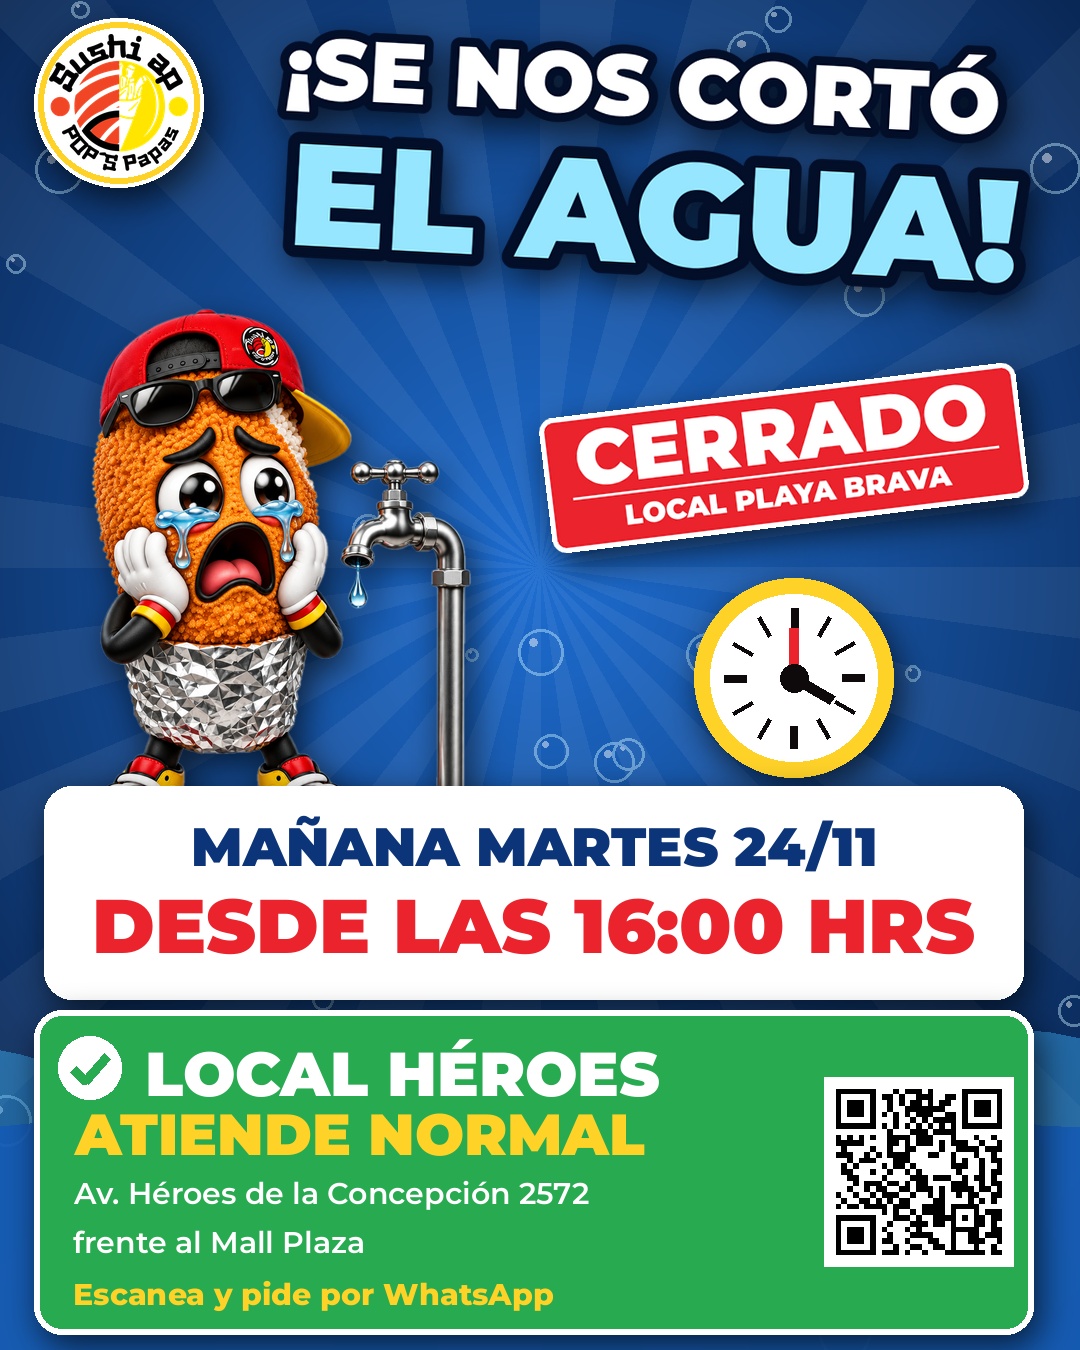 Sushi ap
POP'S Papas
¡SE NOS CORTÓ
EL AGUA!
CERRADO
LOCAL PLAYA BRAVA
MAÑANA MARTES 24/11
DESDE LAS 16:00 HRS
LOCAL HÉROES
ATIENDE NORMAL
Av. Héroes de la Concepción 2572
frente al Mall Plaza
Escanea y pide por WhatsApp